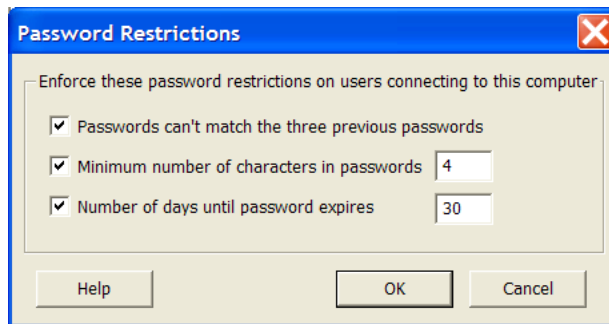 Password Restrictions
Enforce these password restrictions on users connecting to this computer
Passwords can't match the three previous passwords
Minimum number of characters in passwords 4
Number of days until password expires 30
Help OK Cancel